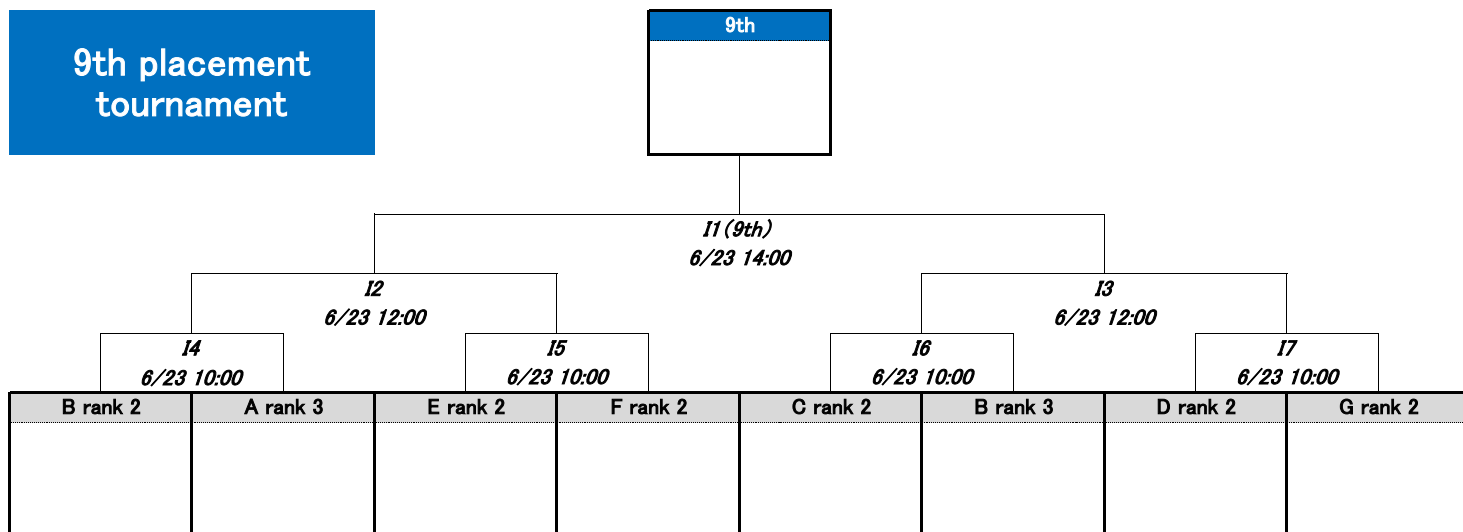 9th placement
tournament
9th
I1(9th)
6/23 14:00
I2
6/23 12:00
I3
6/23 12:00
I4
6/23 10:00
I5
6/23 10:00
I6
6/23 10:00
I7
6/23 10:00
B rank 2
A rank 3
E rank 2
F rank 2
C rank 2
B rank 3
D rank 2
G rank 2